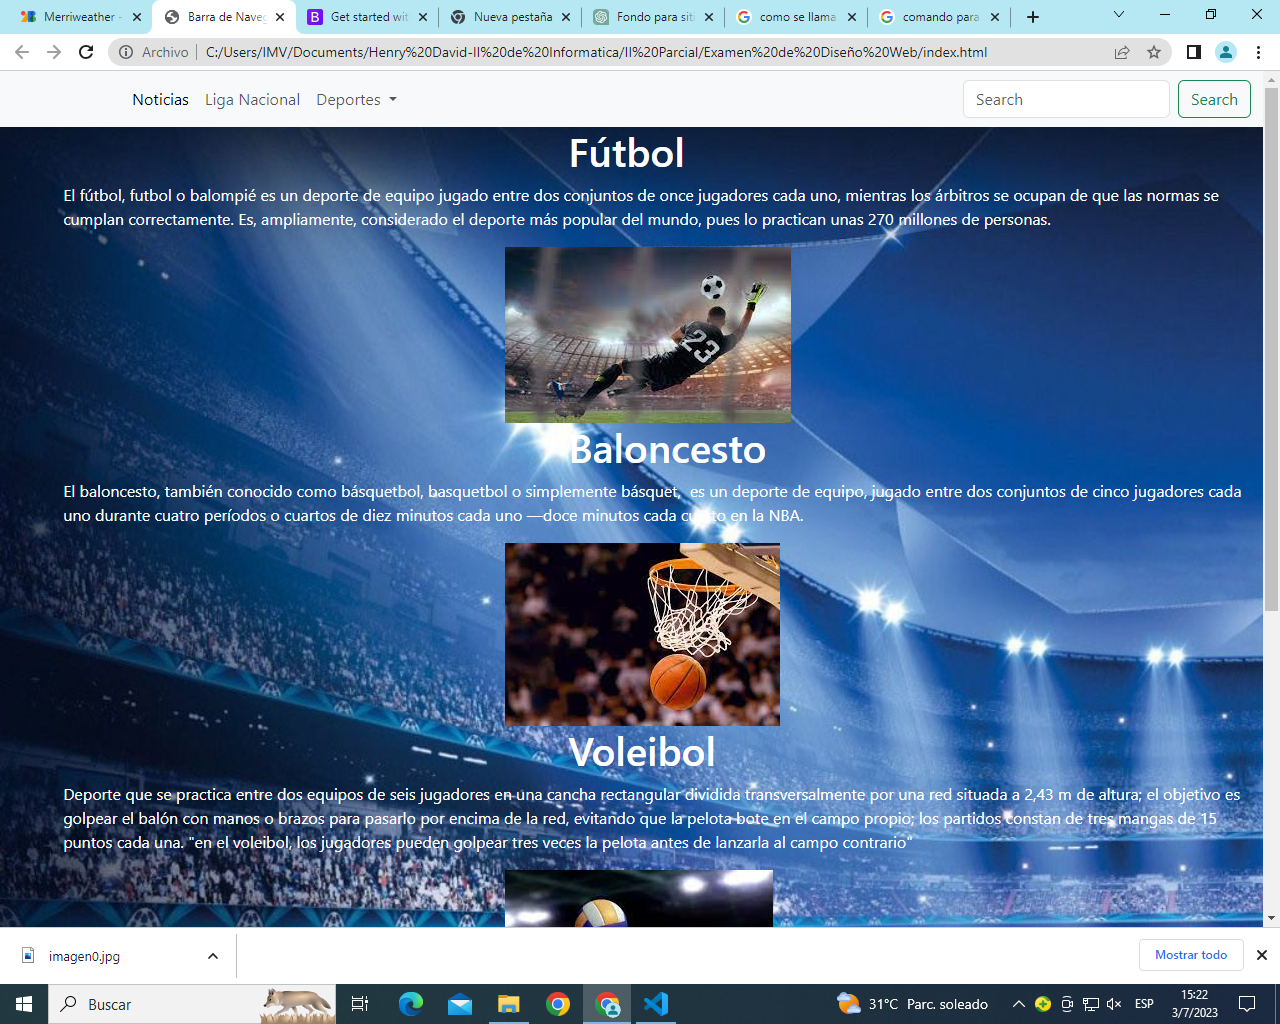 Merriweather -
Barra de Naveg
Get started wit
Nueva pestaña
Fondo para siti
como se llama
comando para
Archivo
C:/Users/IMV/Documents/Henry%20David-II%20de%20Informatica/II%20Parcial/Examen%20de%20Diseño%20Web/index.html
Noticias
Liga Nacional
Deportes
Search
Search
Fútbol
El fútbol, futbol o balompié es un deporte de equipo jugado entre dos conjuntos de once jugadores cada uno, mientras los árbitros se ocupan de que las normas se
cumplan correctamente. Es, ampliamente, considerado el deporte más popular del mundo, pues lo practican unas 270 millones de personas.
23
Baloncesto
El baloncesto, también conocido como básquetbol, basquetbol o simplemente básquet, es un deporte de equipo, jugado entre dos conjuntos de cinco jugadores cada
uno durante cuatro períodos o cuartos de diez minutos cada uno —doce minutos cada cuarto en la NBA.
Voleibol
Deporte que se practica entre dos equipos de seis jugadores en una cancha rectangular dividida transversalmente por una red situada a 2,43 m de altura; el objetivo es
golpear el balón con manos o brazos para pasarlo por encima de la red, evitando que la pelota bote en el campo propio; los partidos constan de tres mangas de 15
puntos cada una. "en el voleibol, los jugadores pueden golpear tres veces la pelota antes de lanzarla al campo contrario"
imagen0.jpg
Mostrar todo
Buscar
31°C Parc. soleado
ESP
15:22
3/7/2023